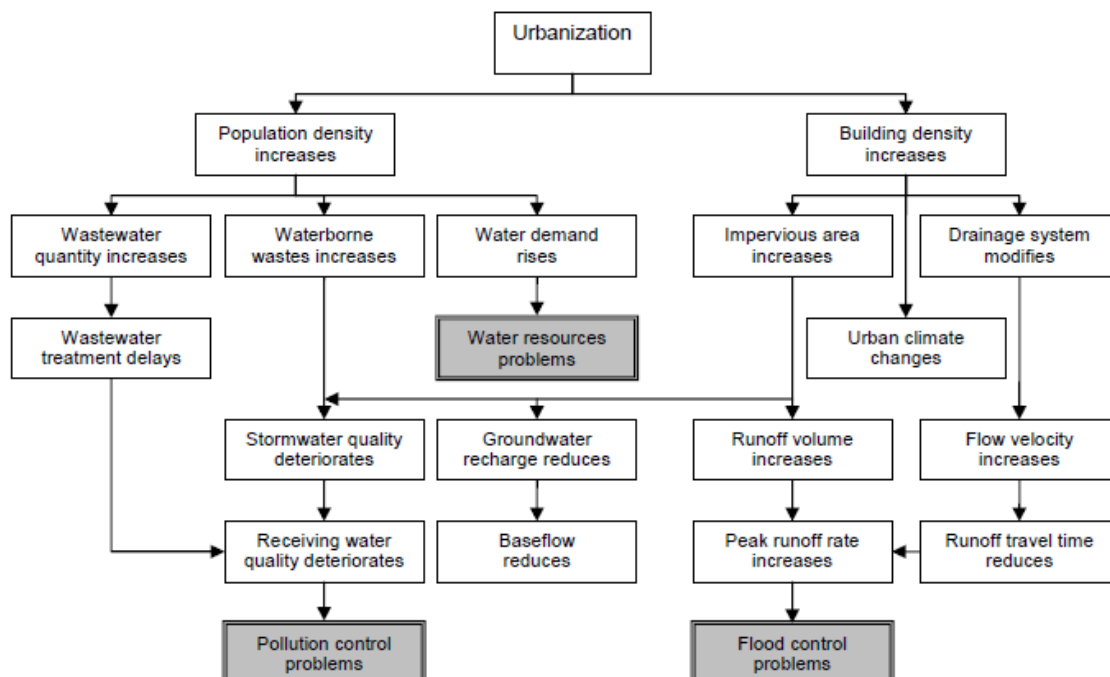 Urbanization
Population density
increases
Building density
increases
Wastewater
quantity increases
Waterborne
wastes increases
Water demand
rises
Impervious area
increases
Drainage system
modifies
Wastewater
treatment delays
Water resources
problems
Urban climate
changes
Stormwater quality
deteriorates
Groundwater
recharge reduces
Runoff volume
increases
Flow velocity
increases
Receiving water
quality deteriorates
Baseflow
reduces
Peak runoff rate
increases
Runoff travel time
reduces
Pollution control
problems
Flood control
problems